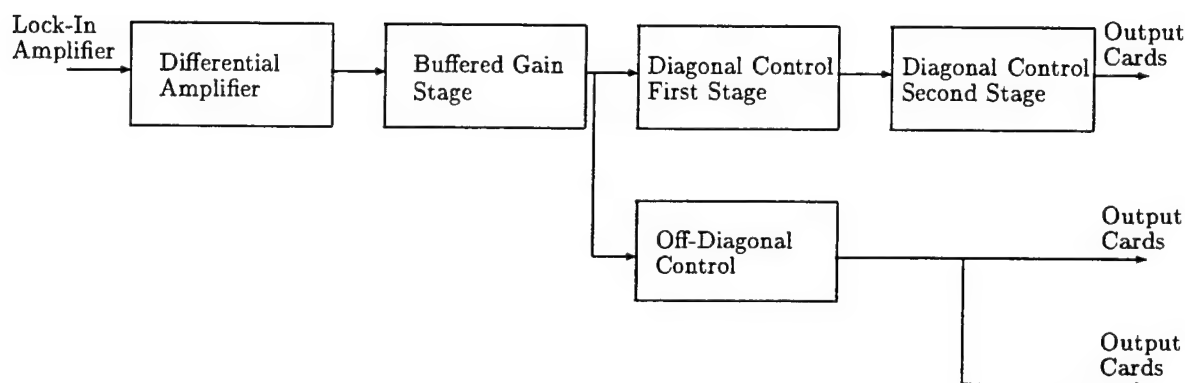 Lock-In
Amplifier
Differential
Amplifier
Buffered Gain
Stage
Diagonal Control
First Stage
Diagonal Control
Second Stage
Output
Cards
Off-Diagonal
Control
Output
Cards
Output
Cards